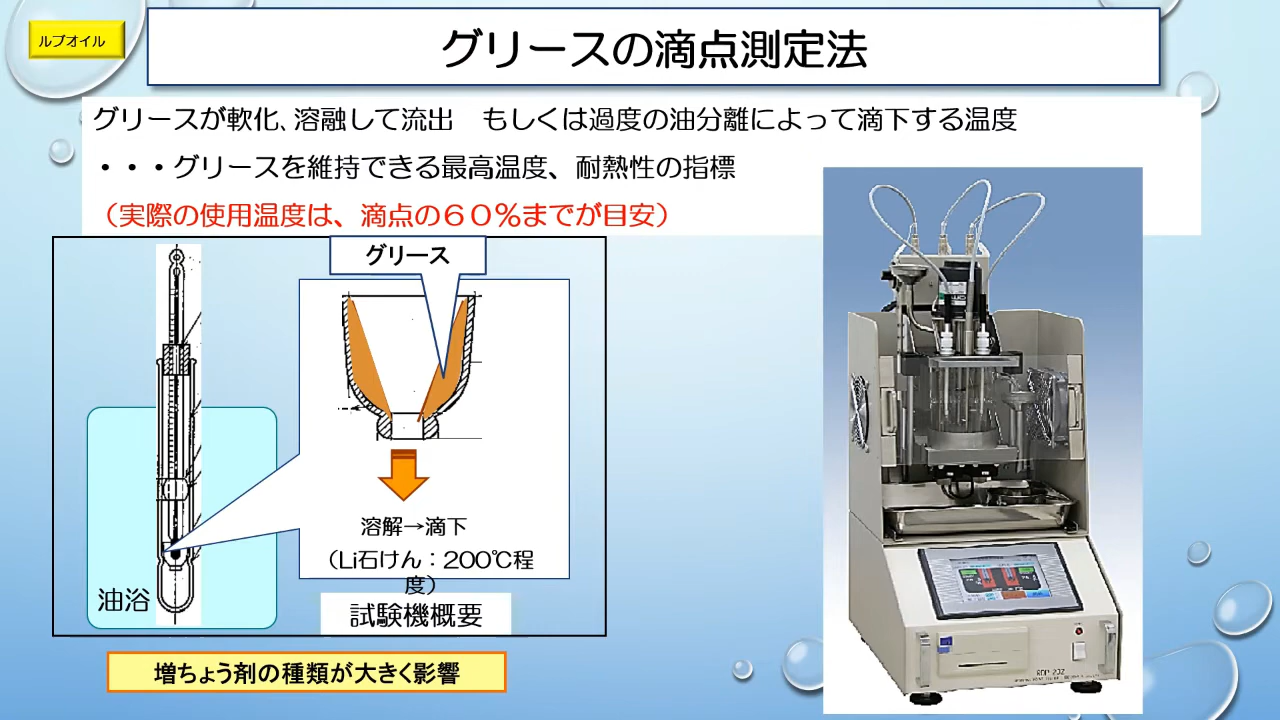 ルブオイル
グリースの滴点測定法
グリースが軟化､溶融して流出　もしくは過度の油分離によって滴下する温度
・・・グリースを維持できる最高温度、耐熱性の指標
（実際の使用温度は、滴点の６０％までが目安）
グリース
溶解→滴下
（Li石けん：200℃程
度）
油浴
試験機概要
増ちょう剤の種類が大きく影響